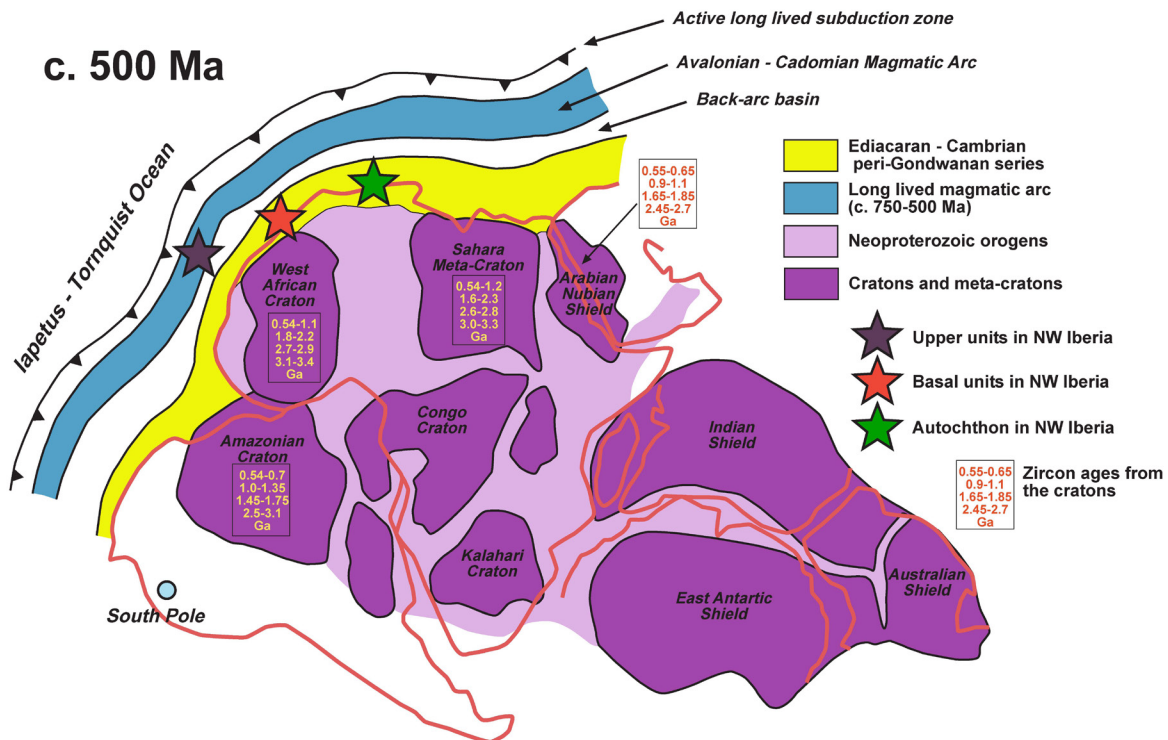 c. 500 Ma
Active long lived subduction zone
Avalonian - Cadomian Magmatic Arc
Back-arc basin
Iapetus - Tornquist Ocean
Ediacaran - Cambrian
peri-Gondwanan series
Long lived magmatic arc
(c. 750-500 Ma)
Neoproterozoic orogens
Cratons and meta-cratons
Upper units in NW Iberia
Basal units in NW Iberia
Autochthon in NW Iberia
0.55-0.65
0.9-1.1
1.65-1.85
2.45-2.7
Ga
Zircon ages from
the cratons
0.55-0.65
0.9-1.1
1.65-1.85
2.45-2.7
Ga
West
African
Craton
0.54-1.1
1.8-2.2
2.7-2.9
3.1-3.4
Ga
Sahara
Meta-Craton
0.54-1.2
1.6-2.3
2.6-2.8
3.0-3.3
Ga
Arabian
Nubian
Shield
Amazonian
Craton
0.54-0.7
1.0-1.35
1.45-1.75
2.5-3.1
Ga
Congo
Craton
Indian
Shield
Kalahari
Craton
East Antartic
Shield
Australian
Shield
South Pole